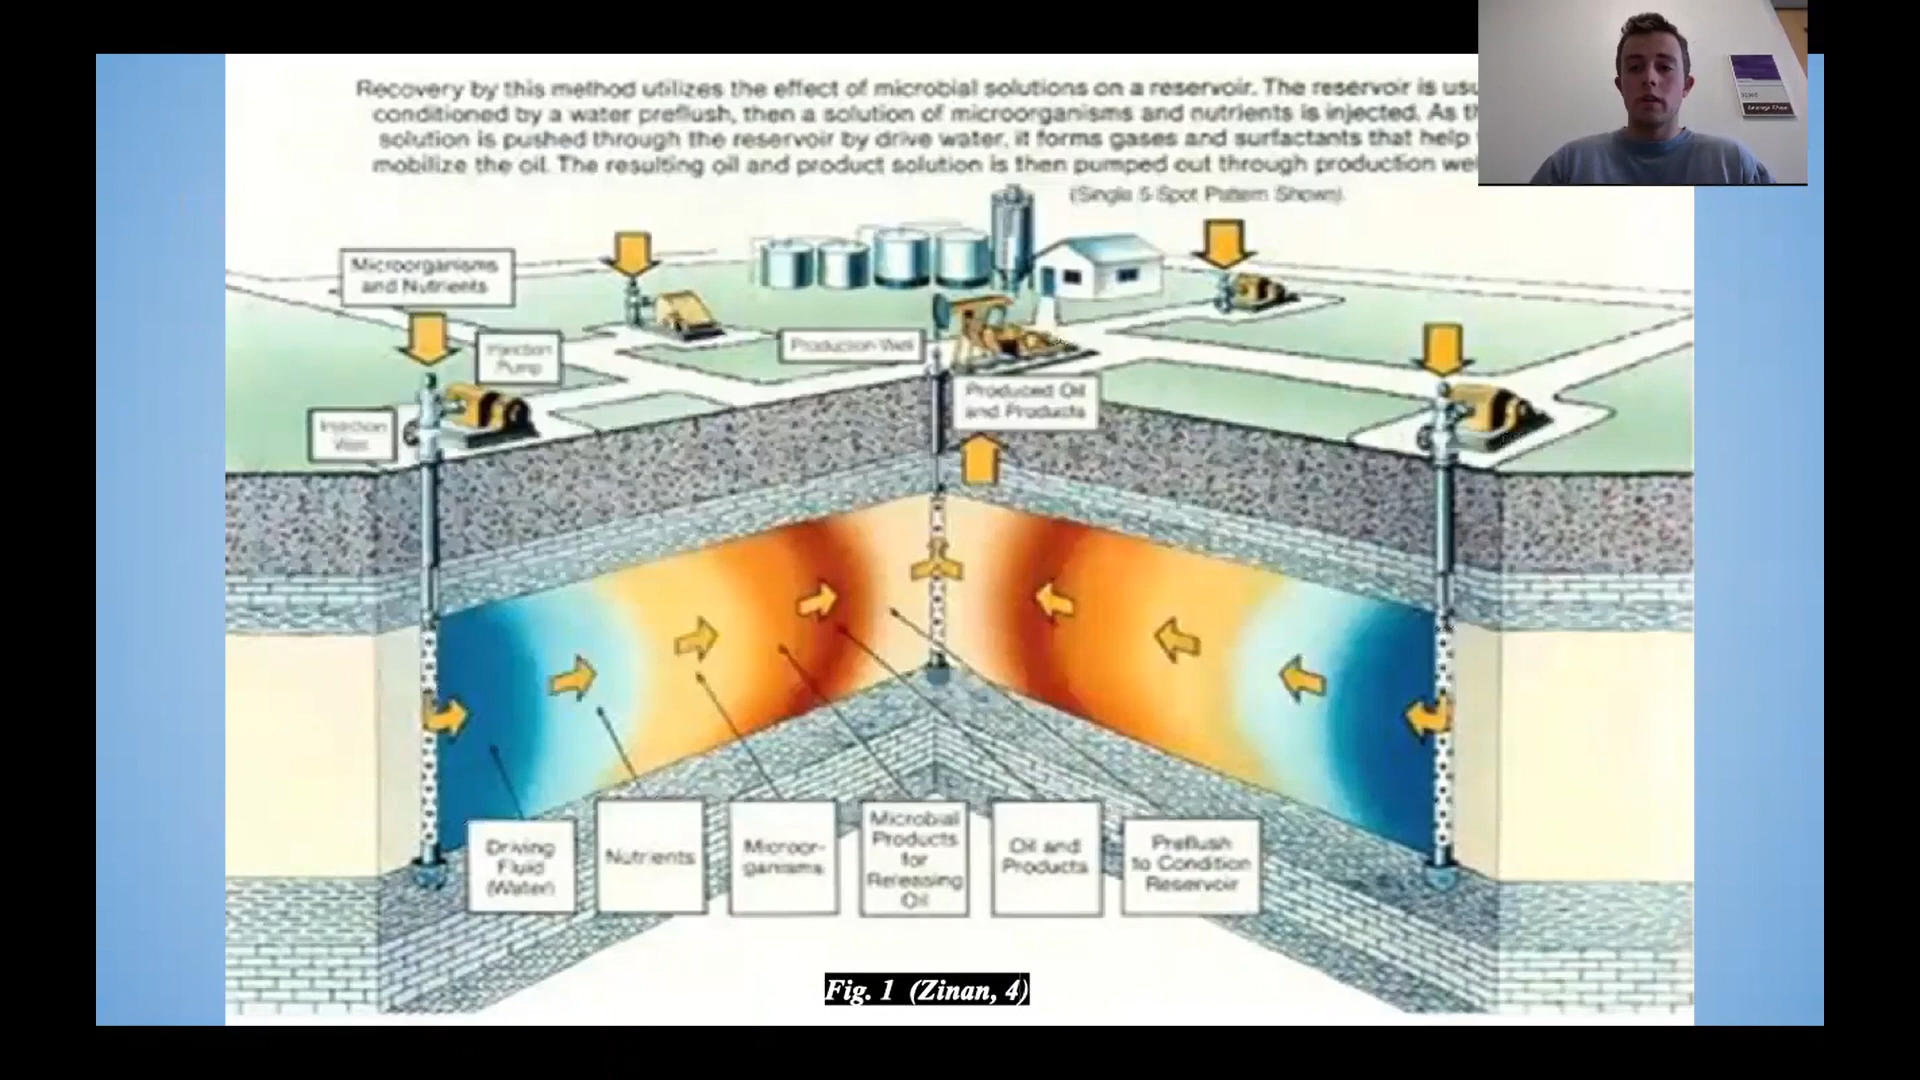 Recovery by this method utilizes the effect of microbial solutions on a reservoir. The reservoir is usu
conditioned by a water preflush, then a solution of microorganisms and nutrients is injected. As th
solution is pushed through the reservoir by drive water, it forms gases and surfactants that help
mobilize the oil. The resulting oil and product solution is then pumped out through production wel
(Single 5-Spot Pattern Shown).
Microorganisms
and Nutrients
Injection
Pump
Production Well
Produced Oil
and Products
Injection
Well
Driving
Fluid
(Water)
Nutrients
Microor-
ganisms
Microbial
Products
for
Releasing
Oil
Oil and
Products
Preflush
to Condition
Reservoir
Fig. 1 (Zinan, 4)